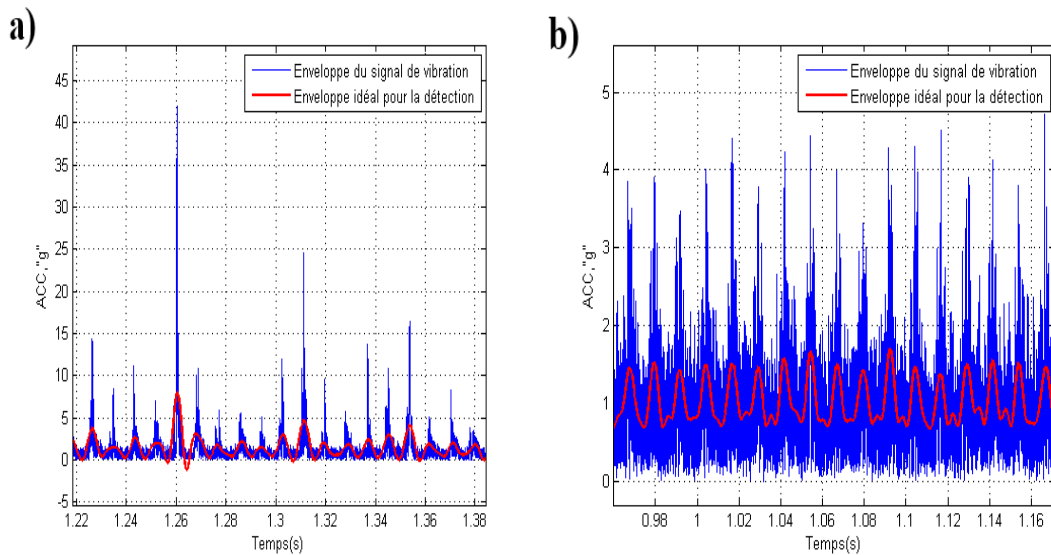 a)
Enveloppe du signal de vibration
Enveloppe idéal pour la détection
45
40
35
30
25
20
15
10
5
0
-5
ACC, "g"
1.22 1.24 1.26 1.28 1.3 1.32 1.34 1.36 1.38
Temps(s)
b)
Enveloppe du signal de vibration
Enveloppe idéal pour la détection
5
4
3
2
1
0
ACC, "g"
0.98 1 1.02 1.04 1.06 1.08 1.1 1.12 1.14 1.16
Temps(s)